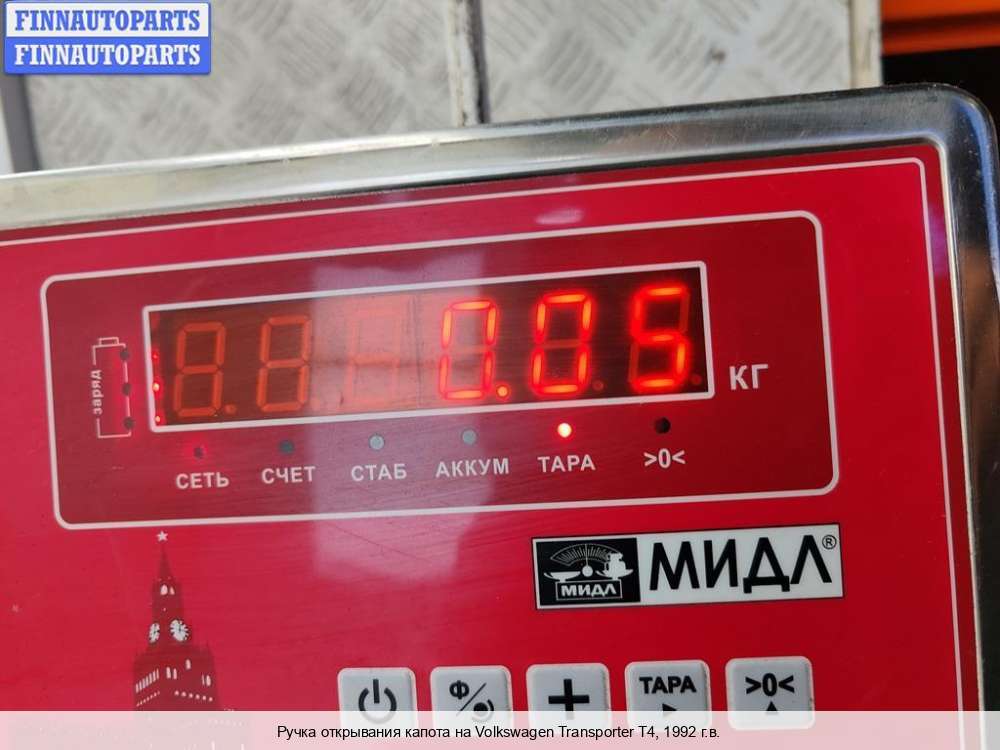 FINNAUTOPARTS
FINNAUTOPARTS
0.05
КГ
заряд
СЕТЬ СЧЕТ СТАБ АККУМ ТАРА >0<
МИДЛ МИДЛ®
Ф ТАРА >0<
Ручка открывания капота на Volkswagen Transporter T4, 1992 г.в.